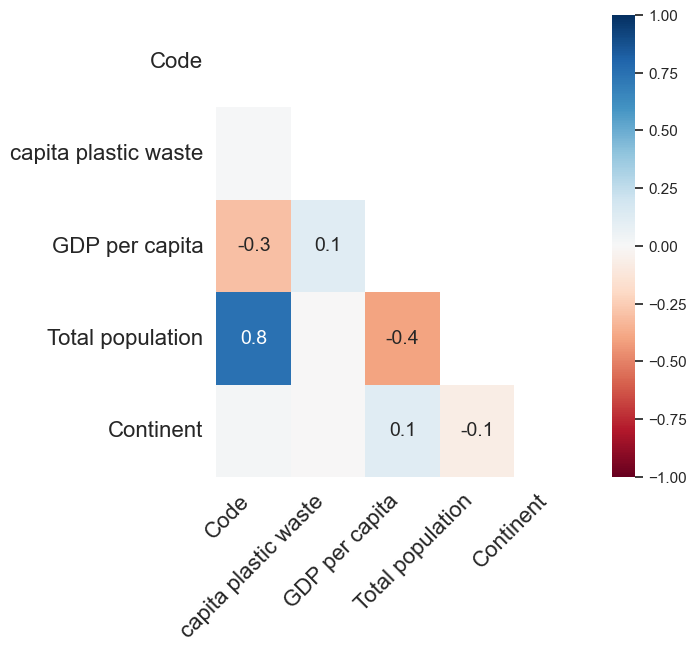 Code
capita plastic waste
GDP per capita
-0.3 0.1
Total population
0.8 -0.4
Continent
0.1 -0.1
Code
capita plastic waste
GDP per capita
Total population
Continent
1.00
0.75
0.50
0.25
0.00
−0.25
−0.50
−0.75
−1.00